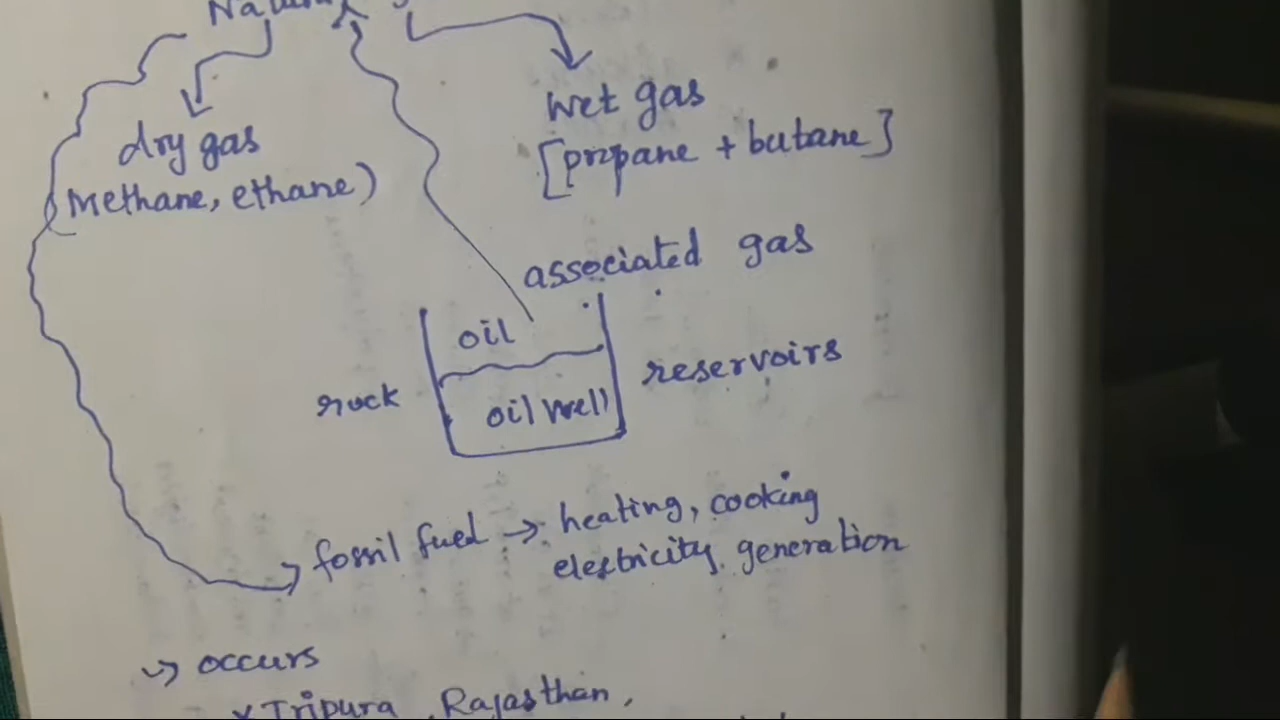 dry gas
(Methane, ethane)
wet gas
[propane + butane]
associated gas
oil
rock
oil well
reservoirs
fossil fuel → heating, cooking
electricity generation
↳ occurs
Tripura, Rajasthan,